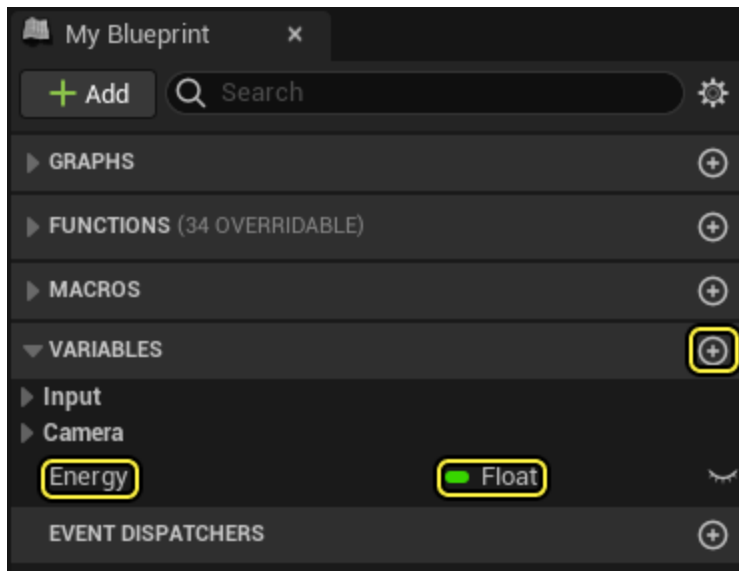 My Blueprint
Add Search
GRAPHS
FUNCTIONS (34 OVERRIDABLE)
MACROS
VARIABLES
Input
Camera
Energy Float
EVENT DISPATCHERS